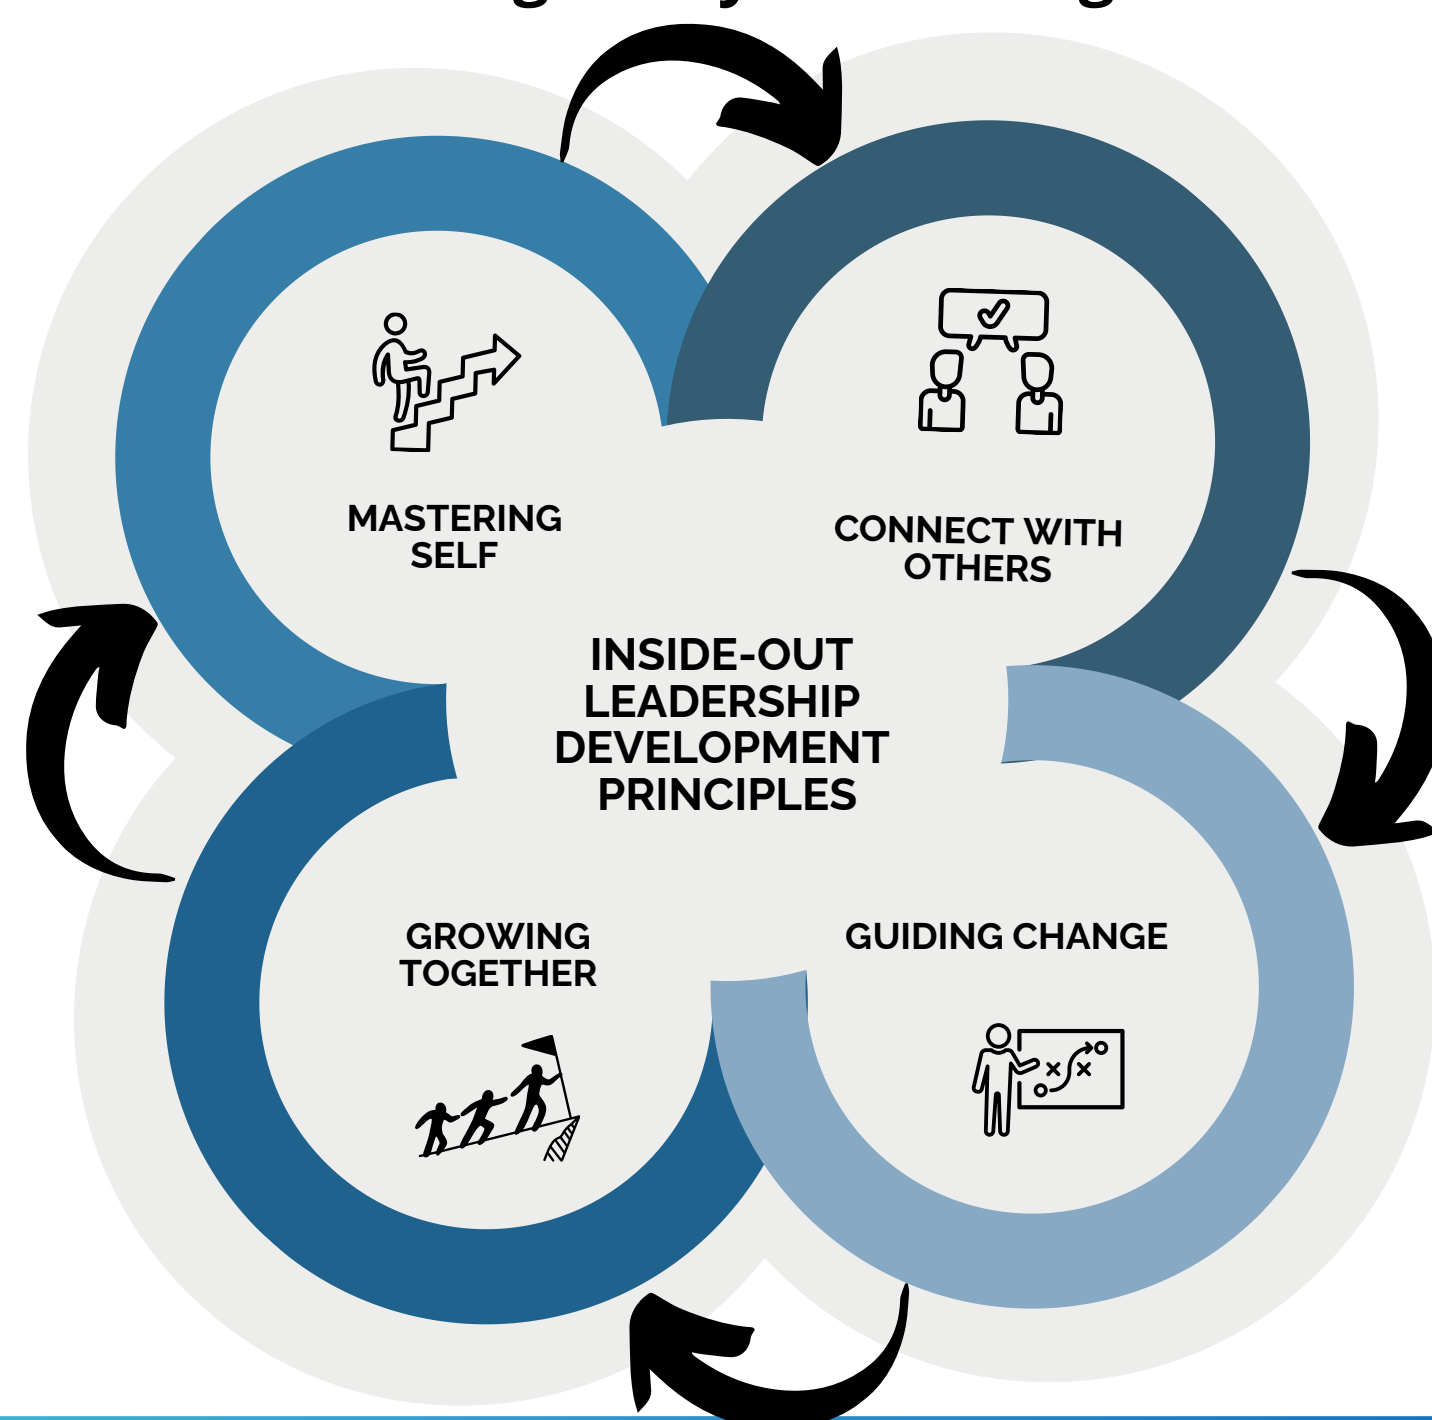 MASTERING
SELF
CONNECT WITH
OTHERS
INSIDE-OUT
LEADERSHIP
DEVELOPMENT
PRINCIPLES
GROWING
TOGETHER
GUIDING CHANGE